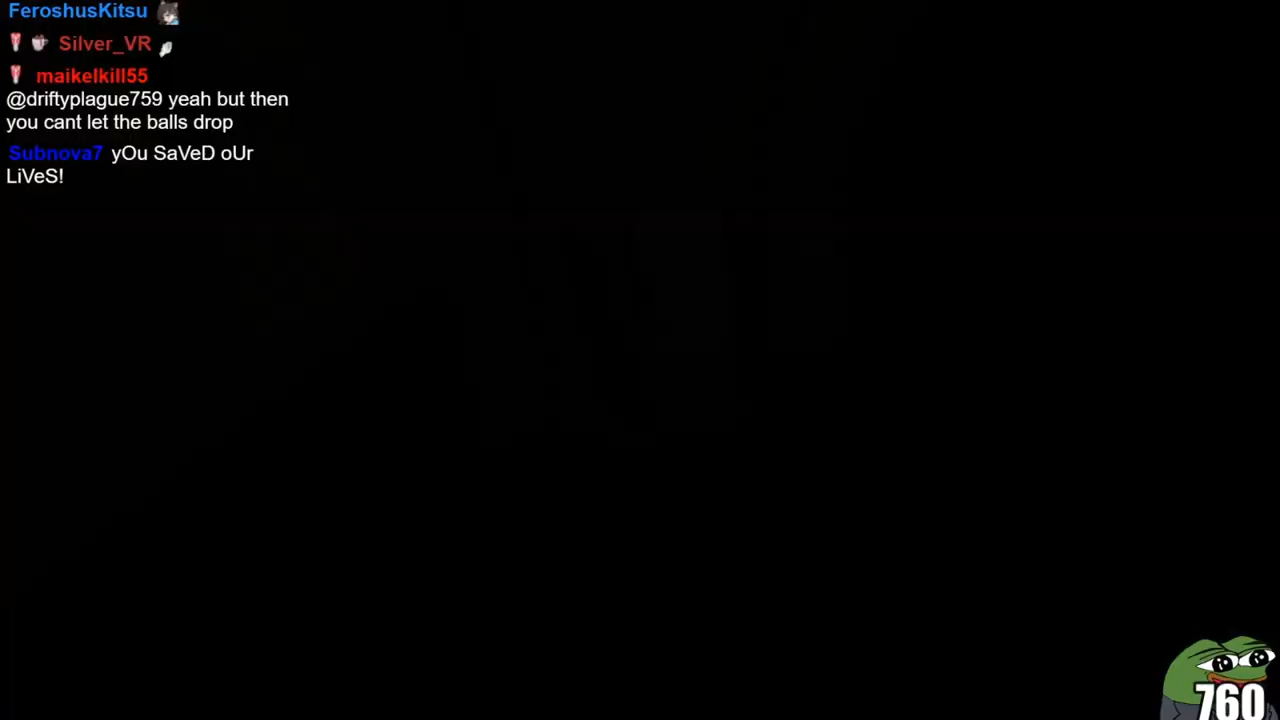 FeroshusKitsu
Silver_VR
maikelkill55
@driftyplague759 yeah but then
you cant let the balls drop
Subnova7 yOu SaVeD oUr
LiVeS!
760